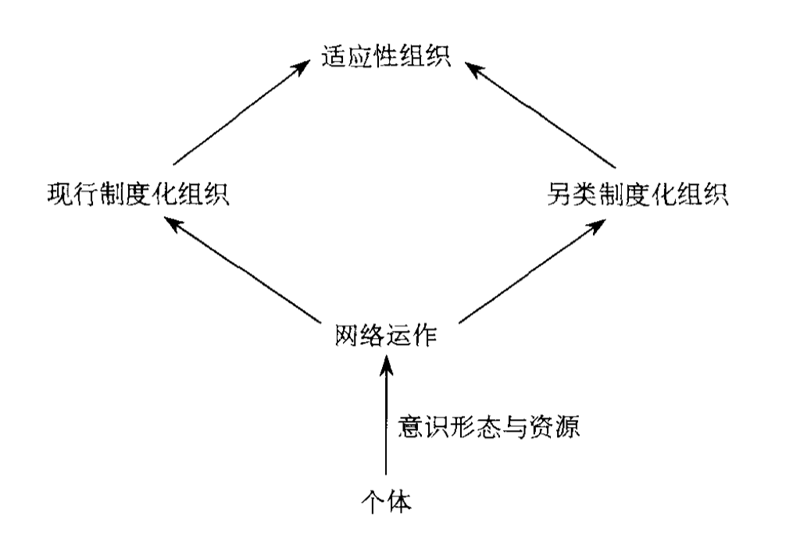 适应性组织
现行制度化组织
另类制度化组织
网络运作
意识形态与资源
个体